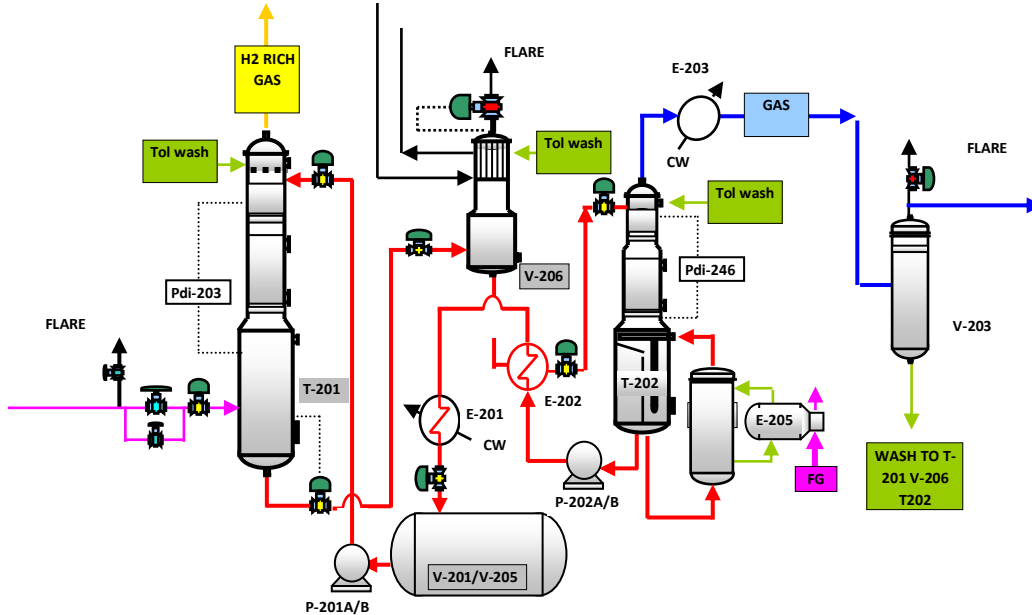 H2 RICH
GAS
FLARE
E-203
GAS
Tol wash
Tol wash
CW
FLARE
Tol wash
Pdi-203
V-206
Pdi-246
FLARE
V-203
T-201
T-202
E-202
E-201
E-205
CW
WASH TO T-
201 V-206
T202
FG
P-202A/B
V-201/V-205
P-201A/B